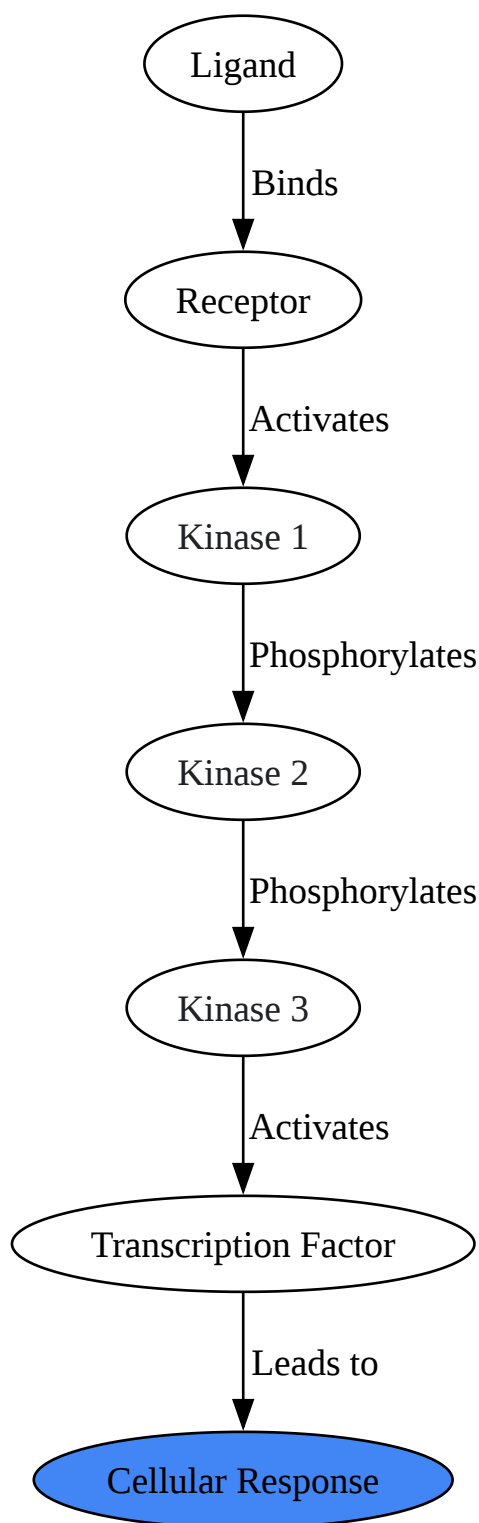 Ligand
Binds
Receptor
Activates
Kinase 1
Phosphorylates
Kinase 2
Phosphorylates
Kinase 3
Activates
Transcription Factor
Leads to
Cellular Response